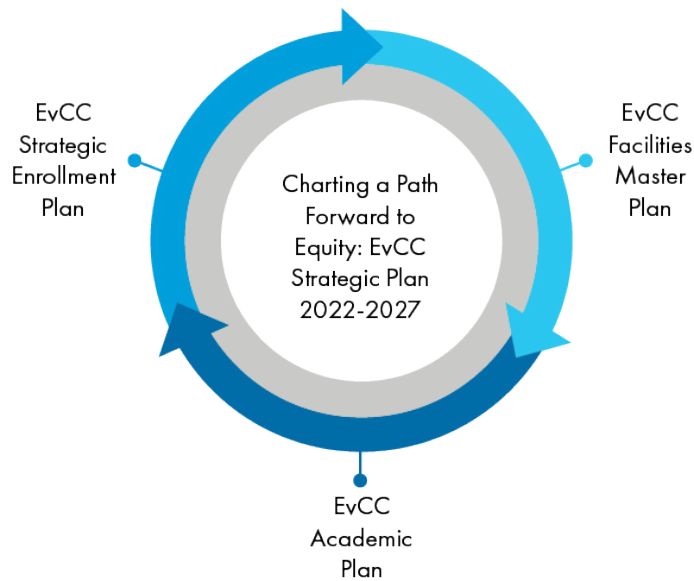 EvCC
Strategic
Enrollment
Plan
Charting a Path
Forward to
Equity: EvCC
Strategic Plan
2022-2027
EvCC
Facilities
Master
Plan
EvCC
Academic
Plan